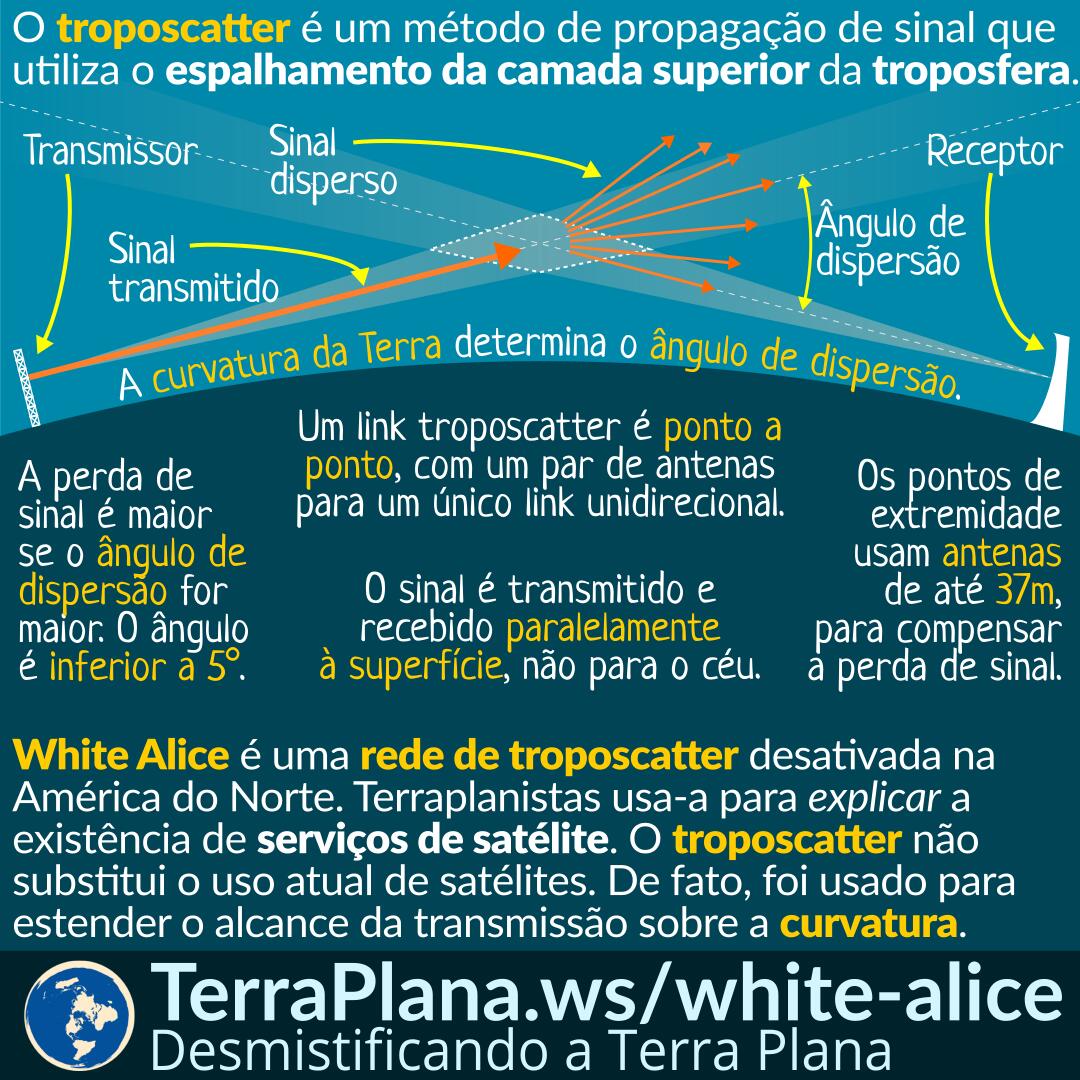 O troposcatter é um método de propagação de sinal que
utiliza o espalhamento da camada superior da troposfera.
Transmissor
Sinal
disperso
Receptor
Ângulo de
dispersão
Sinal
transmitido
A curvatura da Terra determina o ângulo de dispersão.
Um link troposcatter é ponto a
ponto, com um par de antenas
para um único link unidirecional.
A perda de
sinal é maior
se o ângulo de
dispersão for
maior. O ângulo
é inferior a 5°.
O sinal é transmitido e
recebido paralelamente
à superfície, não para o céu.
Os pontos de
extremidade
usam antenas
de até 37m,
para compensar
a perda de sinal.
White Alice é uma rede de troposcatter desativada na
América do Norte. Terraplanistas usa-a para explicar a
existência de serviços de satélite. O troposcatter não
substitui o uso atual de satélites. De fato, foi usado para
estender o alcance da transmissão sobre a curvatura.
TerraPlana.ws/white-alice
Desmistificando a Terra Plana